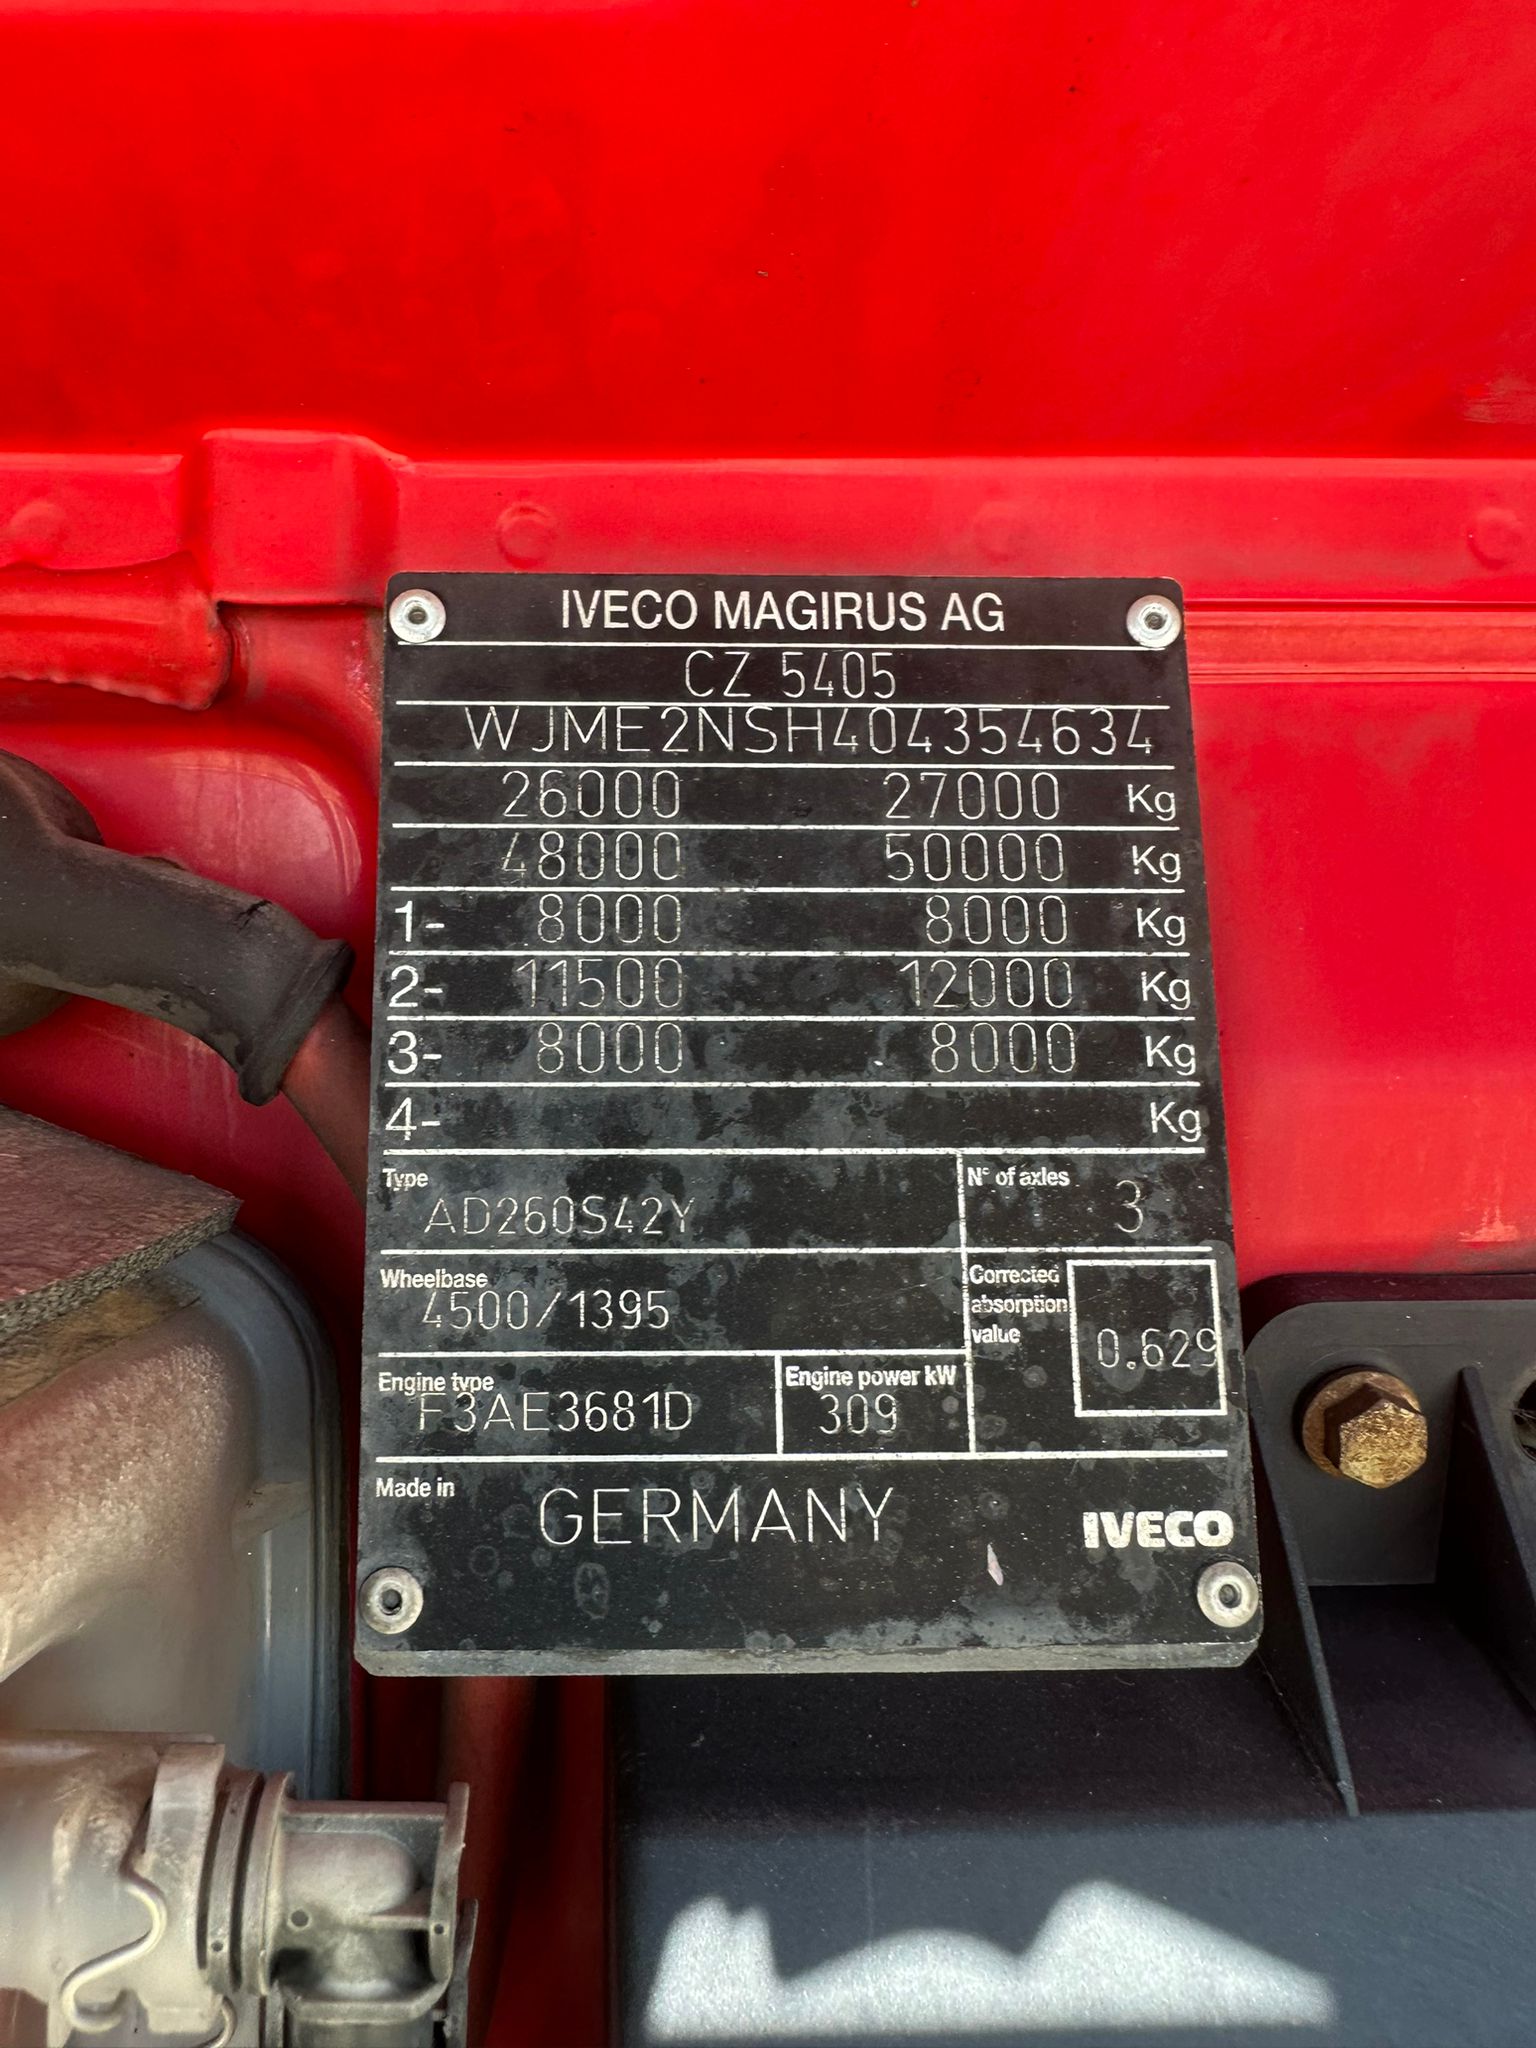 IVECO MAGIRUS AG
CZ 5405
WJME2NSH404354634
26000 27000 Kg
48000 50000 Kg
1- 8000 8000 Kg
2- 11500 12000 Kg
3- 8000 8000 Kg
4- Kg
Type
AD260S42Y
N° of axles
3
Wheelbase
4500/1395
Corrected
absorption
value
0.629
Engine type
F3AE3681D
Engine power kW
309
Made in
GERMANY
IVECO